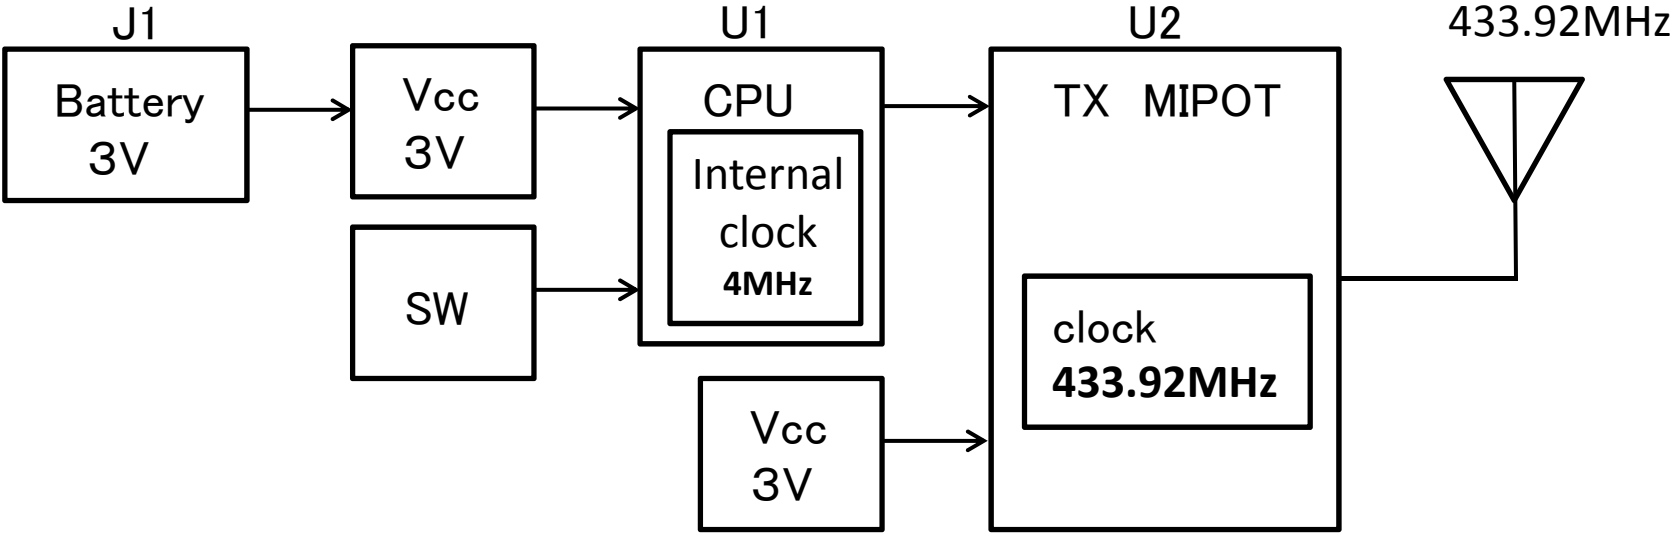 J1
Battery
3V
Vcc
3V
SW
U1
CPU
Internal
clock
4MHz
Vcc
3V
U2
TX MIPOT
clock
433.92MHz
433.92MHz